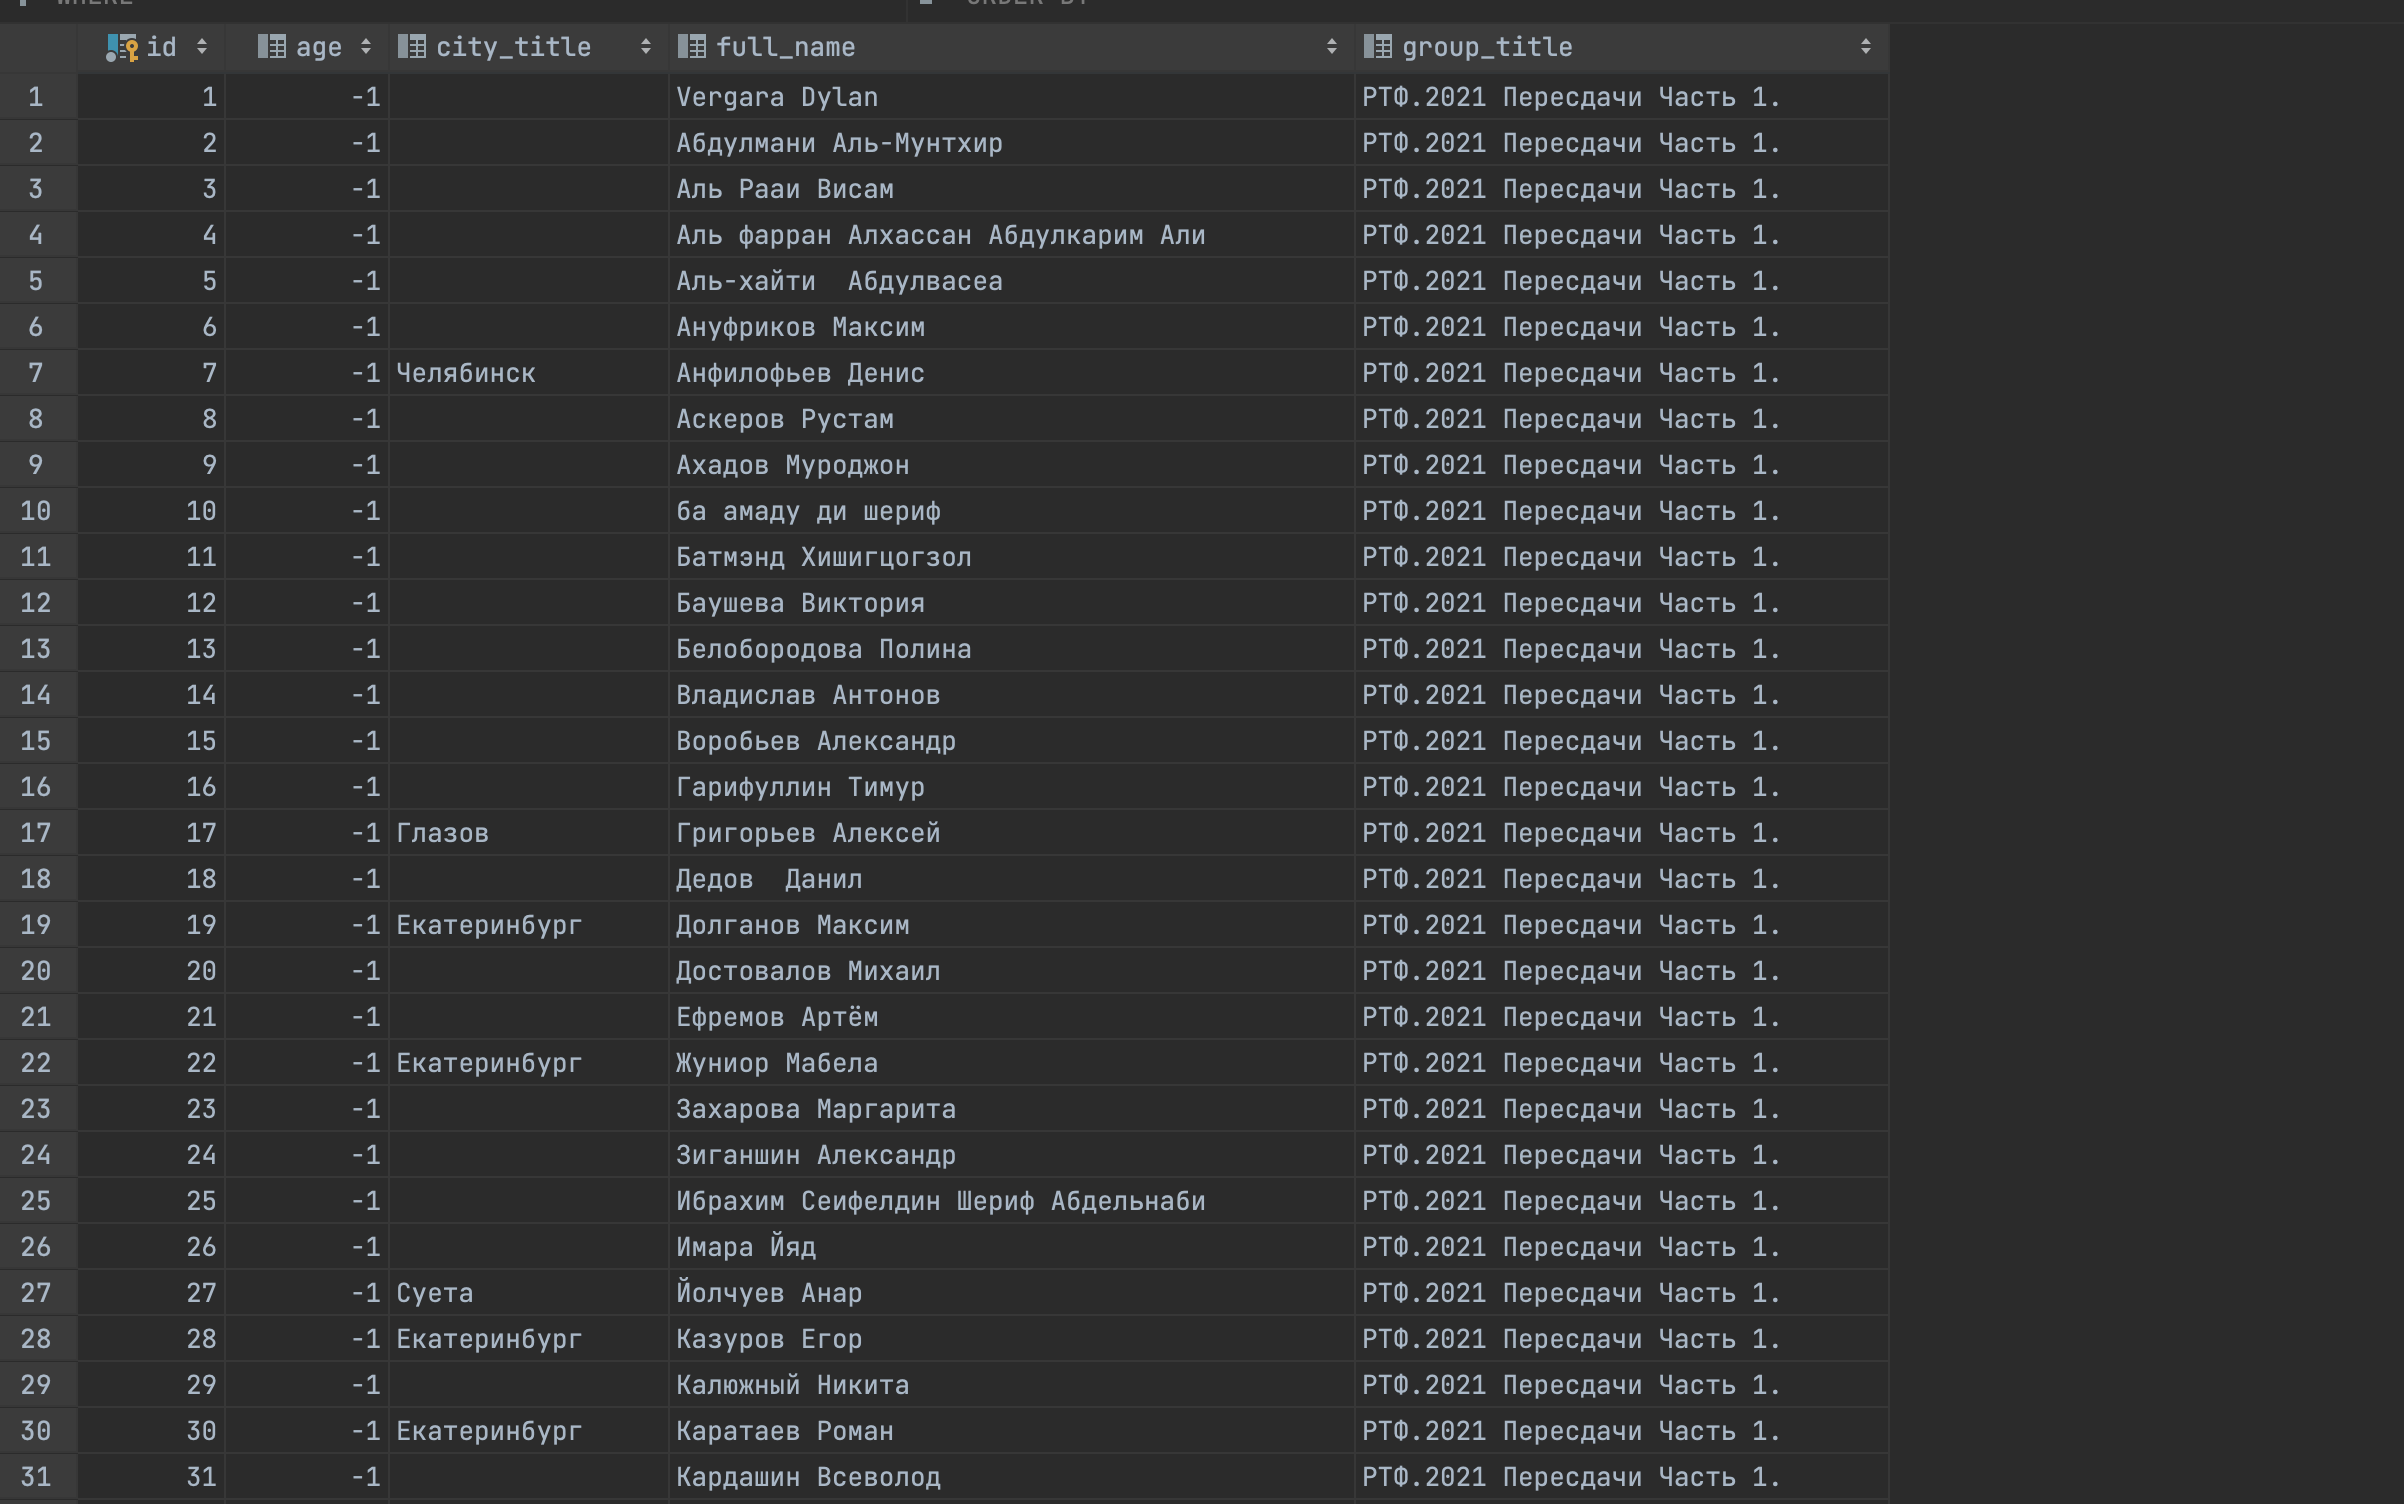 WHERE ORDER BY
id age city_title full_name group_title
1 1 -1 Vergara Dylan РТФ.2021 Пересдачи Часть 1.
2 2 -1 Абдулмани Аль-Мунтхир РТФ.2021 Пересдачи Часть 1.
3 3 -1 Аль Рааи Висам РТФ.2021 Пересдачи Часть 1.
4 4 -1 Аль фарран Алхассан Абдулкарим Али РТФ.2021 Пересдачи Часть 1.
5 5 -1 Аль-хайти  Абдулвасеа РТФ.2021 Пересдачи Часть 1.
6 6 -1 Ануфриков Максим РТФ.2021 Пересдачи Часть 1.
7 7 -1 Челябинск Анфилофьев Денис РТФ.2021 Пересдачи Часть 1.
8 8 -1 Аскеров Рустам РТФ.2021 Пересдачи Часть 1.
9 9 -1 Ахадов Муроджон РТФ.2021 Пересдачи Часть 1.
10 10 -1 ба амаду ди шериф РТФ.2021 Пересдачи Часть 1.
11 11 -1 Батмэнд Хишигцогзол РТФ.2021 Пересдачи Часть 1.
12 12 -1 Баушева Виктория РТФ.2021 Пересдачи Часть 1.
13 13 -1 Белобородова Полина РТФ.2021 Пересдачи Часть 1.
14 14 -1 Владислав Антонов РТФ.2021 Пересдачи Часть 1.
15 15 -1 Воробьев Александр РТФ.2021 Пересдачи Часть 1.
16 16 -1 Гарифуллин Тимур РТФ.2021 Пересдачи Часть 1.
17 17 -1 Глазов Григорьев Алексей РТФ.2021 Пересдачи Часть 1.
18 18 -1 Дедов  Данил РТФ.2021 Пересдачи Часть 1.
19 19 -1 Екатеринбург Долганов Максим РТФ.2021 Пересдачи Часть 1.
20 20 -1 Достовалов Михаил РТФ.2021 Пересдачи Часть 1.
21 21 -1 Ефремов Артём РТФ.2021 Пересдачи Часть 1.
22 22 -1 Екатеринбург Жуниор Мабела РТФ.2021 Пересдачи Часть 1.
23 23 -1 Захарова Маргарита РТФ.2021 Пересдачи Часть 1.
24 24 -1 Зиганшин Александр РТФ.2021 Пересдачи Часть 1.
25 25 -1 Ибрахим Сеифелдин Шериф Абдельнаби РТФ.2021 Пересдачи Часть 1.
26 26 -1 Имара Йяд РТФ.2021 Пересдачи Часть 1.
27 27 -1 Суета Йолчуев Анар РТФ.2021 Пересдачи Часть 1.
28 28 -1 Екатеринбург Казуров Егор РТФ.2021 Пересдачи Часть 1.
29 29 -1 Калюжный Никита РТФ.2021 Пересдачи Часть 1.
30 30 -1 Екатеринбург Каратаев Роман РТФ.2021 Пересдачи Часть 1.
31 31 -1 Кардашин Всеволод РТФ.2021 Пересдачи Часть 1.